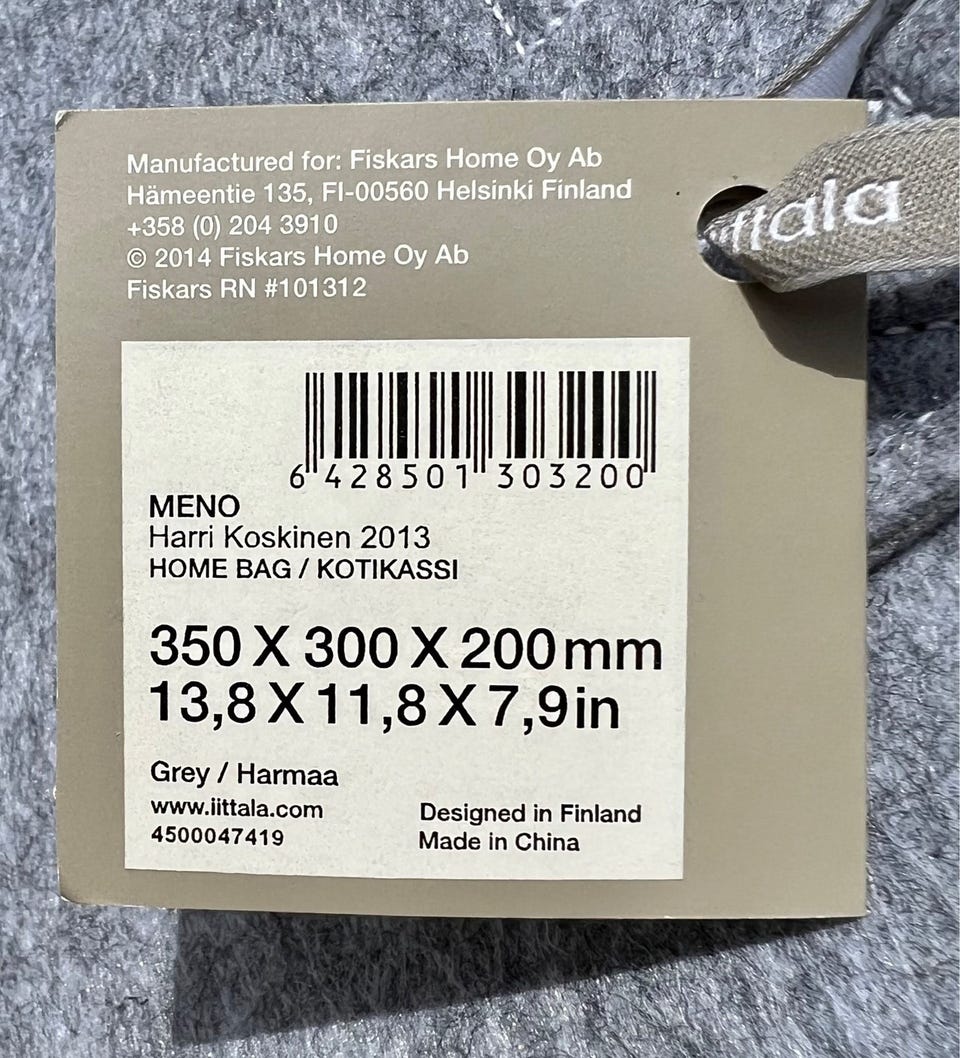 Manufactured for: Fiskars Home Oy Ab
Hämeentie 135, FI-00560 Helsinki Finland
+358 (0) 204 3910
© 2014 Fiskars Home Oy Ab
Fiskars RN #101312
iittala
6 428501 303200
MENO
Harri Koskinen 2013
HOME BAG / KOTIKASSI
350 X 300 X 200 mm
13,8 X 11,8 X 7,9 in
Grey / Harmaa
www.iittala.com
4500047419
Designed in Finland
Made in China